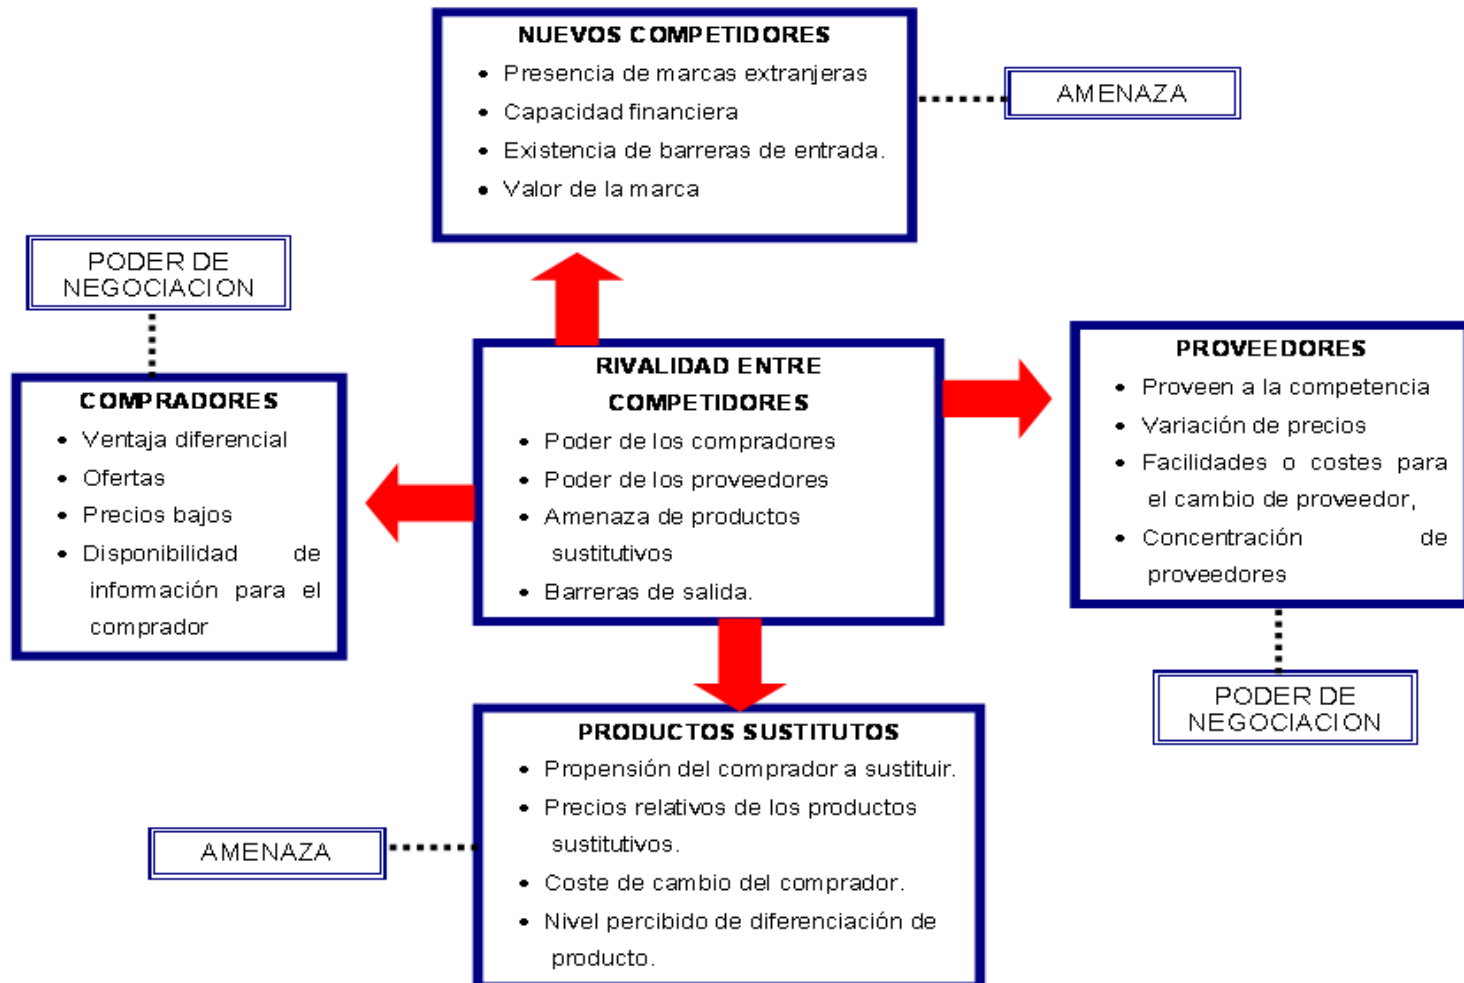 NUEVOS COMPETIDORES
• Presencia de marcas extranjeras
• Capacidad financiera
• Existencia de barreras de entrada.
• Valor de la marca
AMENAZA
PODER DE
NEGOCIACION
COMPRADORES
• Ventaja diferencial
• Ofertas
• Precios bajos
• Disponibilidad de
información para el
comprador
RIVALIDAD ENTRE
COMPETIDORES
• Poder de los compradores
• Poder de los proveedores
• Amenaza de productos
sustitutivos
• Barreras de salida.
PROVEEDORES
• Proveen a la competencia
• Variación de precios
• Facilidades o costes para
el cambio de proveedor,
• Concentración de
proveedores
PODER DE
NEGOCIACION
PRODUCTOS SUSTITUTOS
• Propensión del comprador a sustituir.
• Precios relativos de los productos
sustitutivos.
• Coste de cambio del comprador.
• Nivel percibido de diferenciación de
producto.
AMENAZA